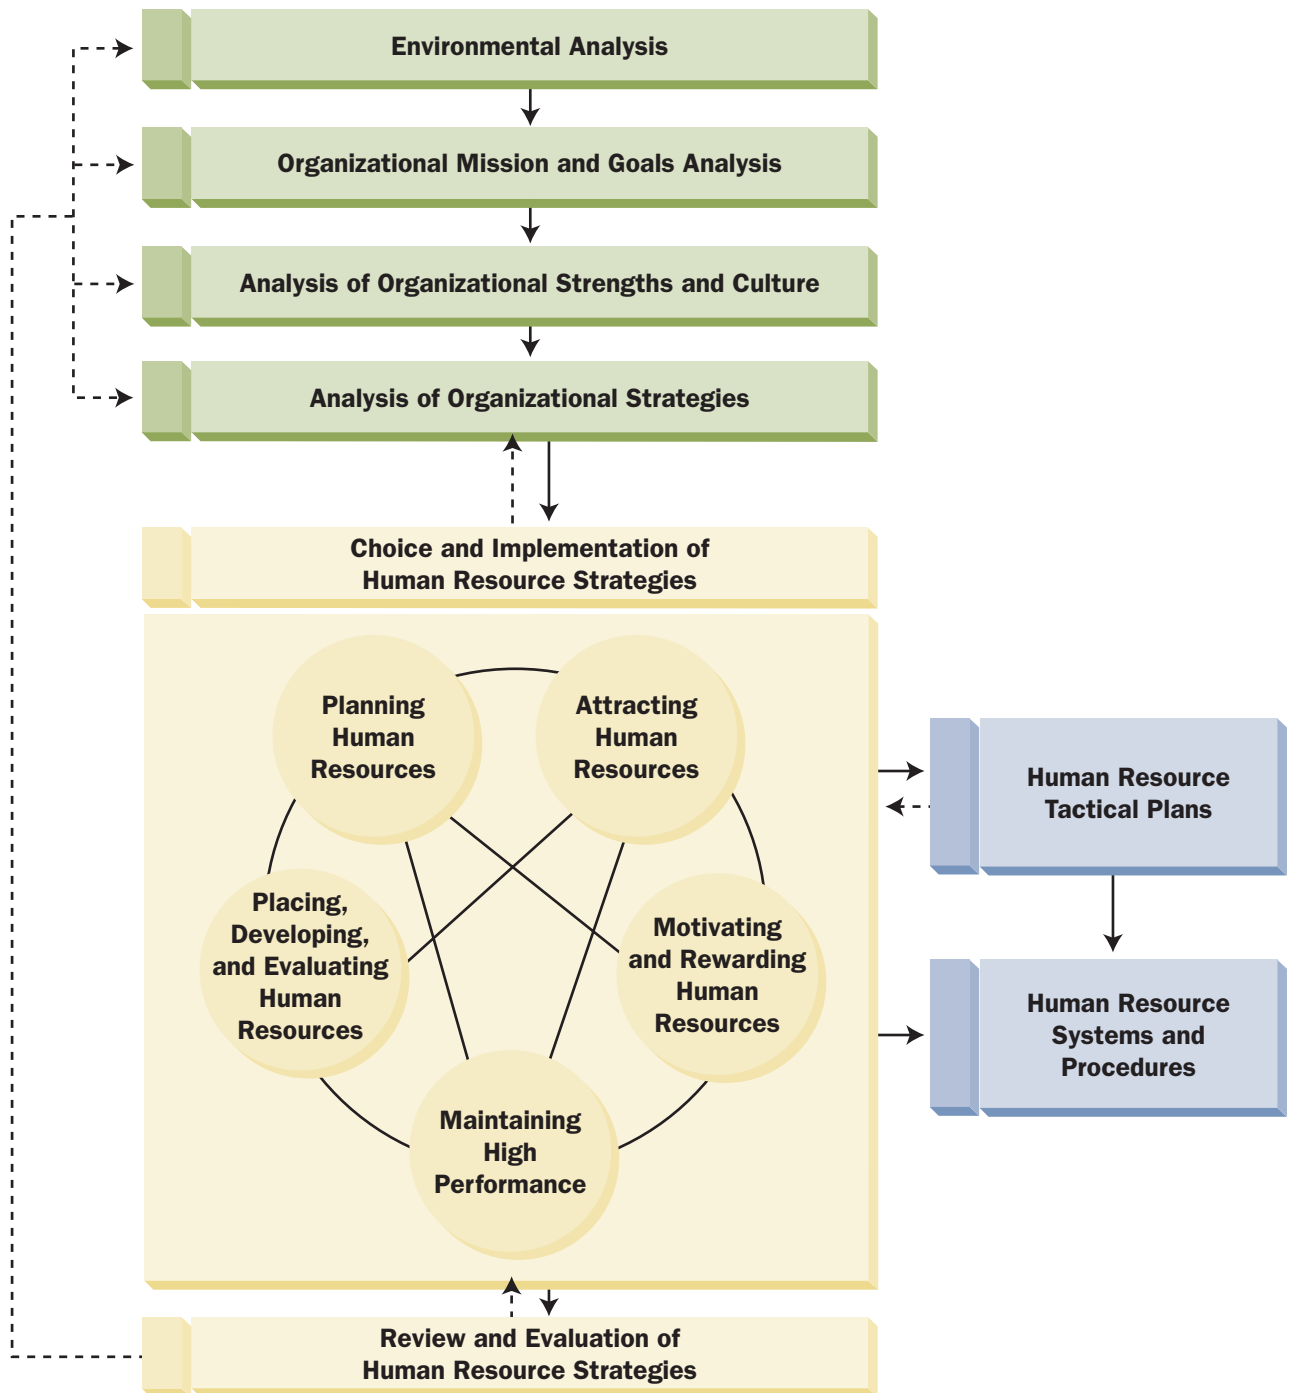 Environmental Analysis
Organizational Mission and Goals Analysis
Analysis of Organizational Strengths and Culture
Analysis of Organizational Strategies
Choice and Implementation of
Human Resource Strategies
Planning
Human
Resources
Attracting
Human
Resources
Placing,
Developing,
and Evaluating
Human
Resources
Motivating
and Rewarding
Human
Resources
Maintaining
High
Performance
Human Resource
Tactical Plans
Human Resource
Systems and
Procedures
Review and Evaluation of
Human Resource Strategies